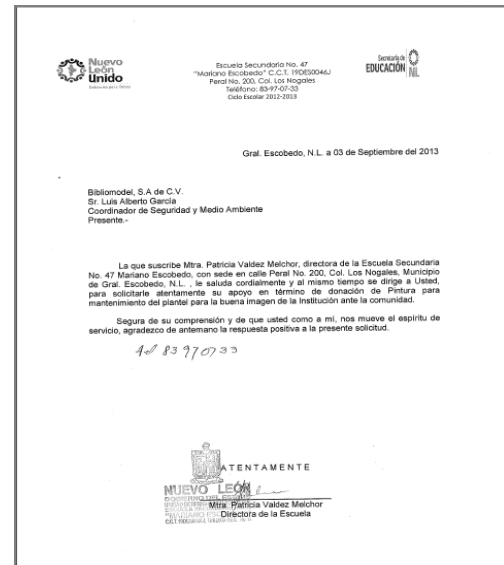 Nuevo
León
Unido
Escuela Secundaria No. 47
"Mariano Escobedo" C.C.T. 19DES0046J
Peral No. 200, Col. Los Nogales
Teléfono: 83-97-07-33
Ciclo Escolar 2012-2013
Secretaría de
EDUCACIÓN
NL
Gral. Escobedo, N.L. a 03 de Septiembre del 2013
Bibliomodel, S.A de C.V.
Sr. Luis Alberto García
Coordinador de Seguridad y Medio Ambiente
Presente.-
La que suscribe Mtra. Patricia Valdez Melchor, directora de la Escuela Secundaria
No. 47 Mariano Escobedo, con sede en calle Peral No. 200, Col. Los Nogales, Municipio
de Gral. Escobedo, N.L. , le saluda cordialmente y al mismo tiempo se dirige a Usted,
para solicitarle atentamente su apoyo en término de donación de Pintura para
mantenimiento del plantel para la buena imagen de la Institución ante la comunidad.
Segura de su comprensión y de que usted como a mi, nos mueve el espíritu de
servicio, agradezco de antemano la respuesta positiva a la presente solicitud.
83970733
ATENTAMENTE
NUEVO LEÓN
Mtra. Patricia Valdez Melchor
Directora de la Escuela